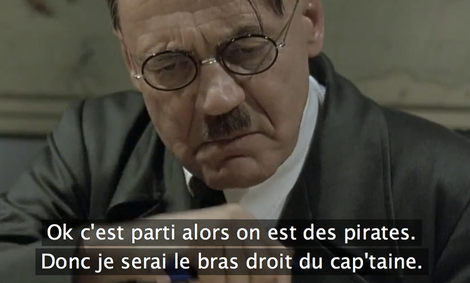 Ok c'est parti alors on est des pirates.
Donc je serai le bras droit du cap'taine.